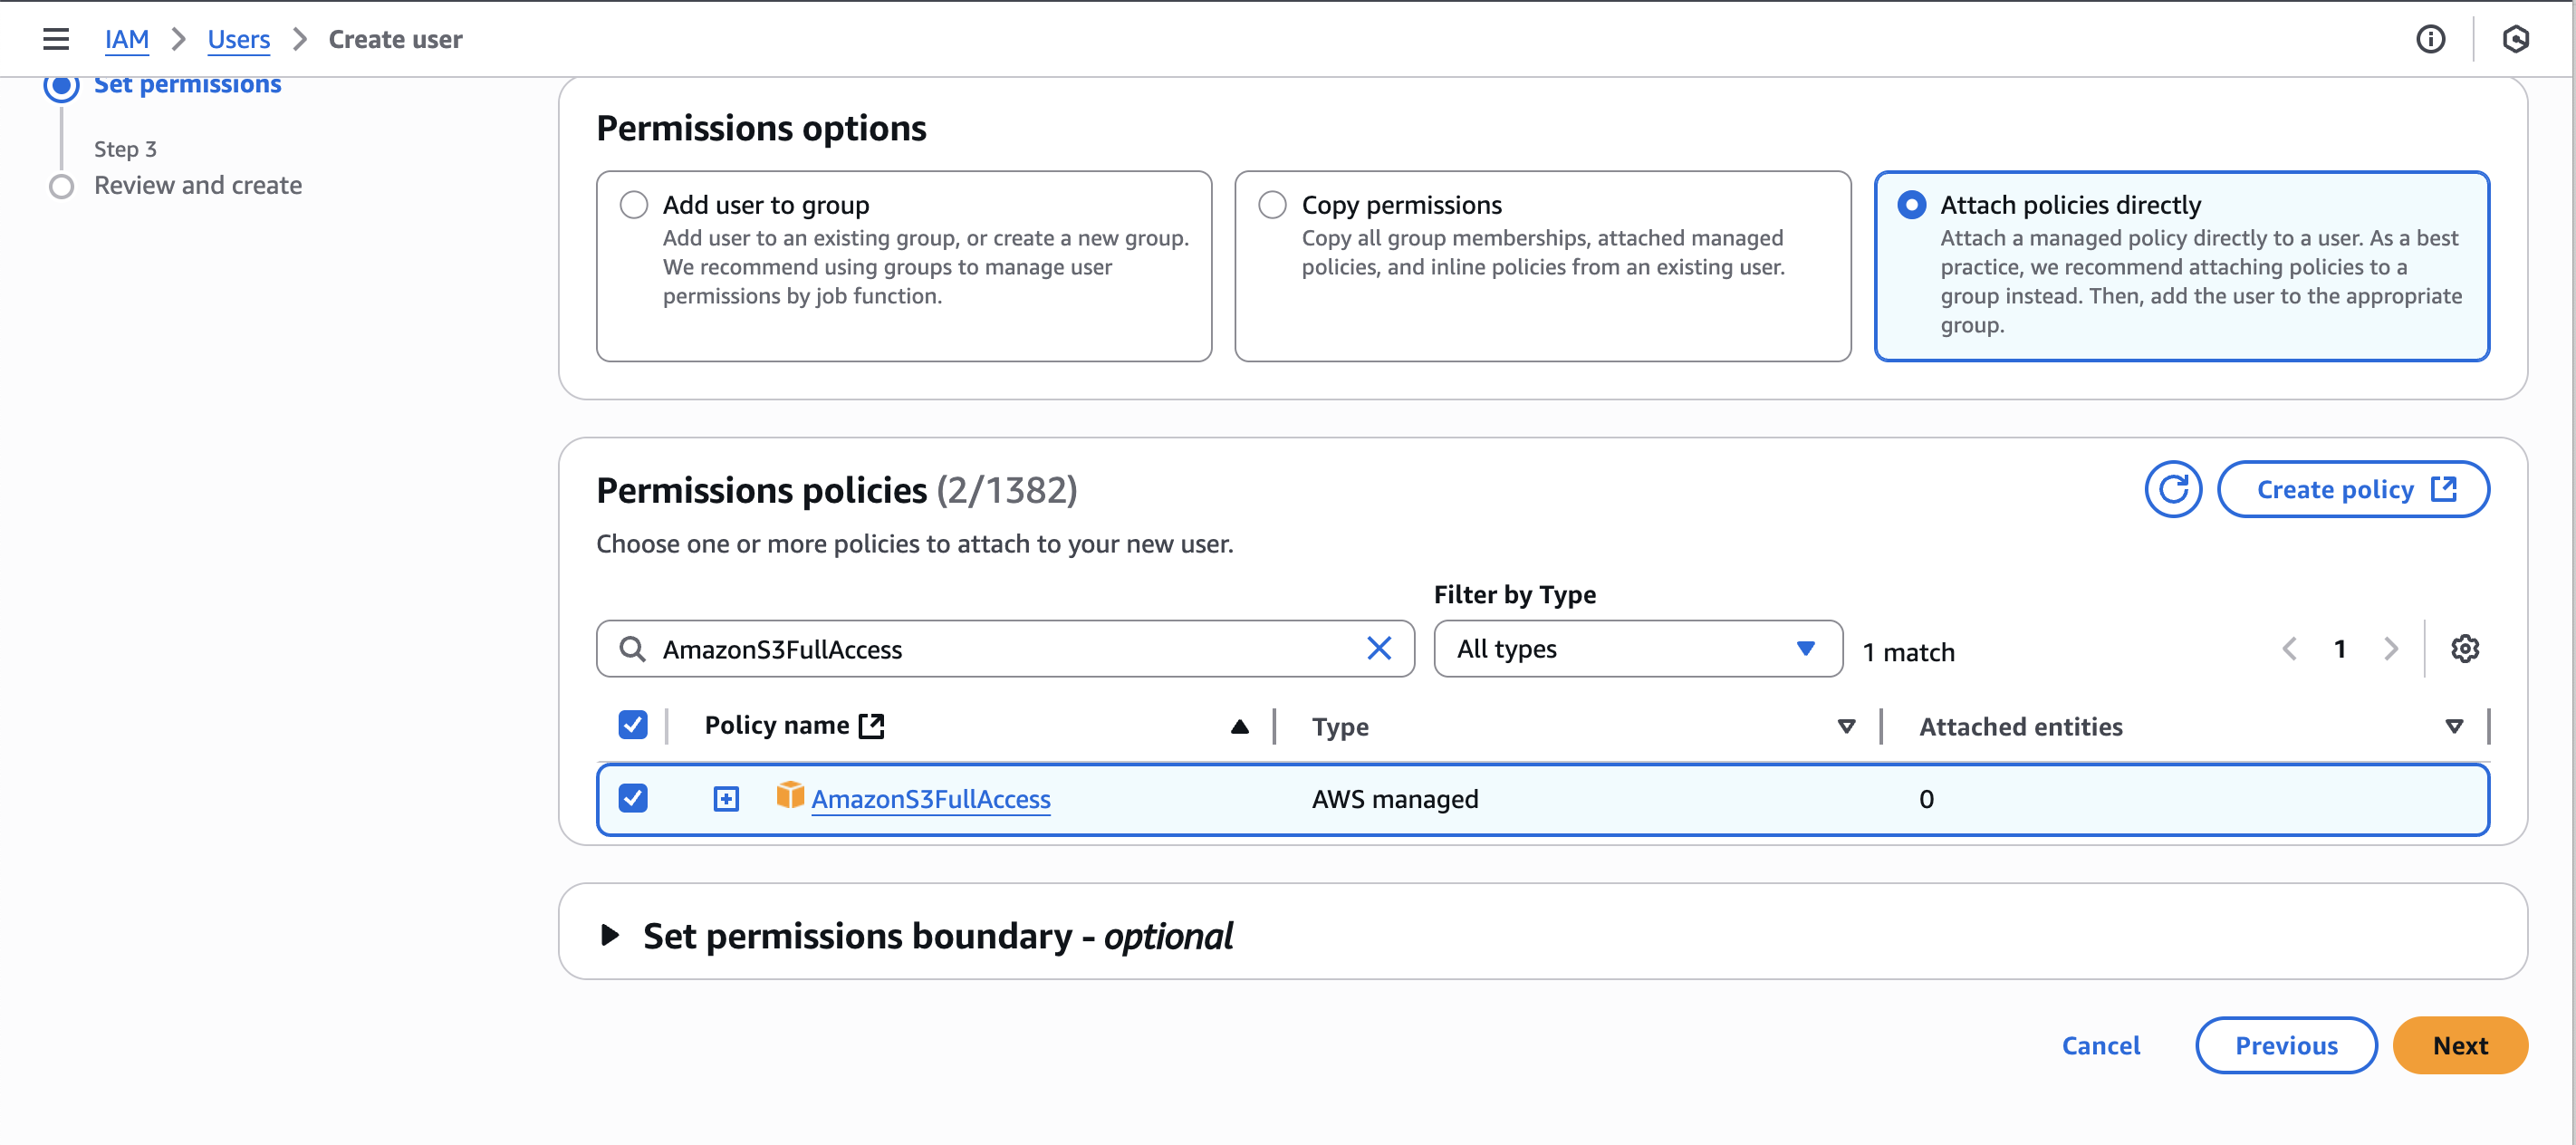 IAM
Users
Create user
Set permissions
Step 3
Review and create
Permissions options
Add user to group
Add user to an existing group, or create a new group.
We recommend using groups to manage user
permissions by job function.
Copy permissions
Copy all group memberships, attached managed
policies, and inline policies from an existing user.
Attach policies directly
Attach a managed policy directly to a user. As a best
practice, we recommend attaching policies to a
group instead. Then, add the user to the appropriate
group.
Permissions policies (2/1382)
Create policy
Choose one or more policies to attach to your new user.
Filter by Type
AmazonS3FullAccess
All types
1 match
1
Policy name
Type
Attached entities
AmazonS3FullAccess
AWS managed
0
Set permissions boundary - optional
Cancel
Previous
Next